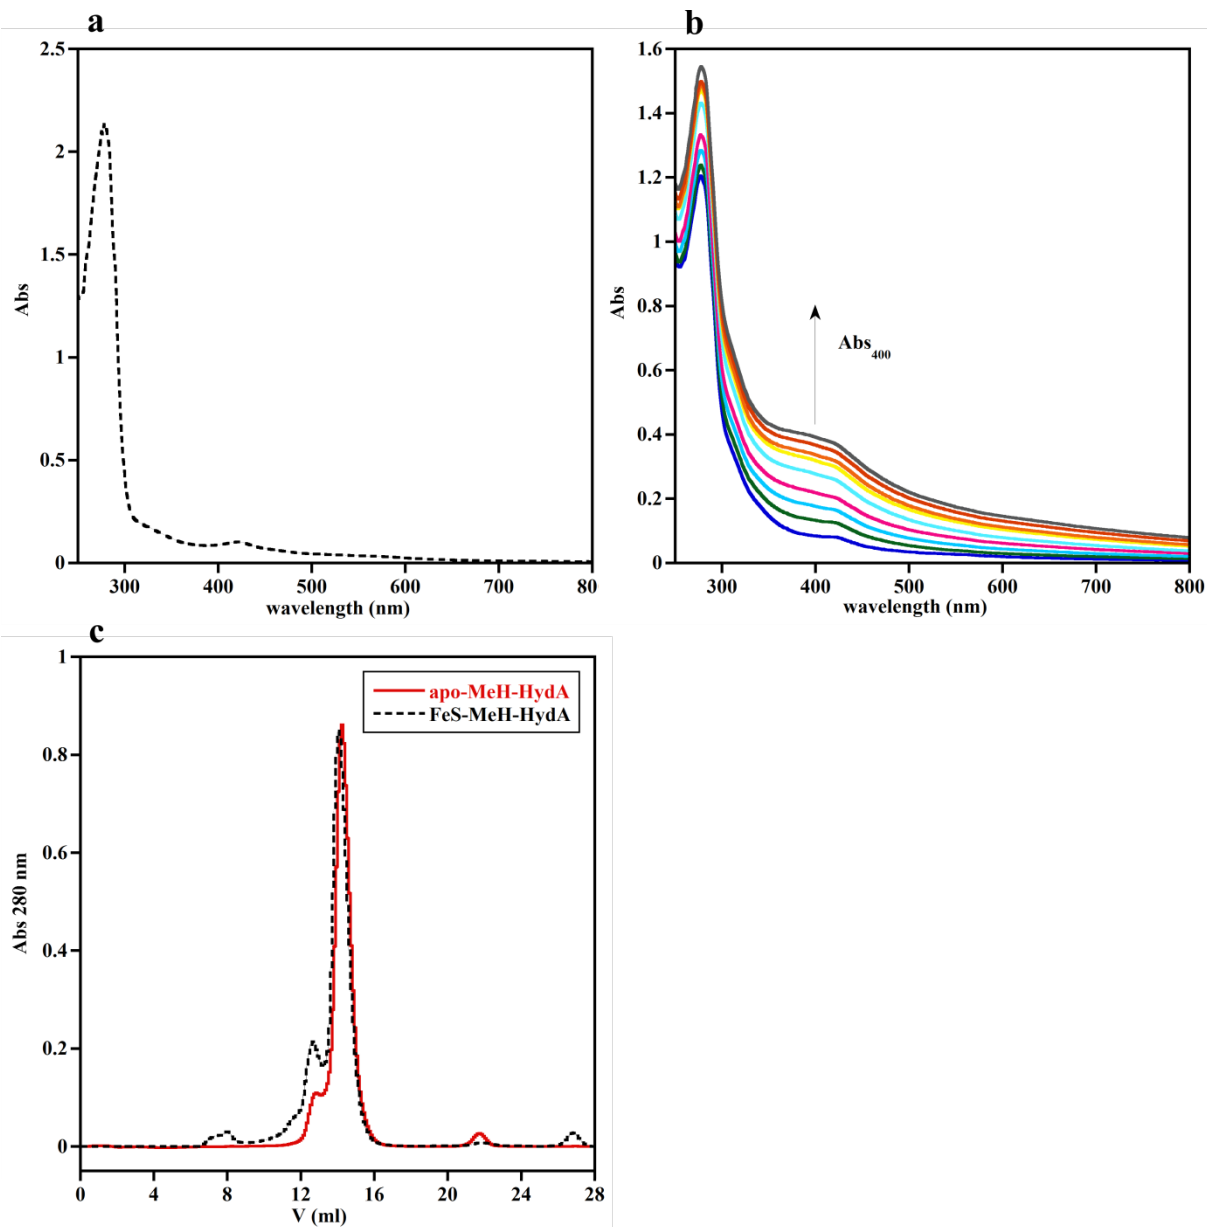 a
2.5
2
1.5
1
0.5
0
Abs
300 400 500 600 700 80
wavelength (nm)
b
1.6
1.4
1.2
1
0.8
0.6
0.4
0.2
0
Abs
Abs400
300 400 500 600 700 800
wavelength (nm)
c
1
0.8
0.6
0.4
0.2
0
Abs 280 nm
apo-MeH-HydA
FeS-MeH-HydA
0 4 8 12 16 20 24 28
V (ml)